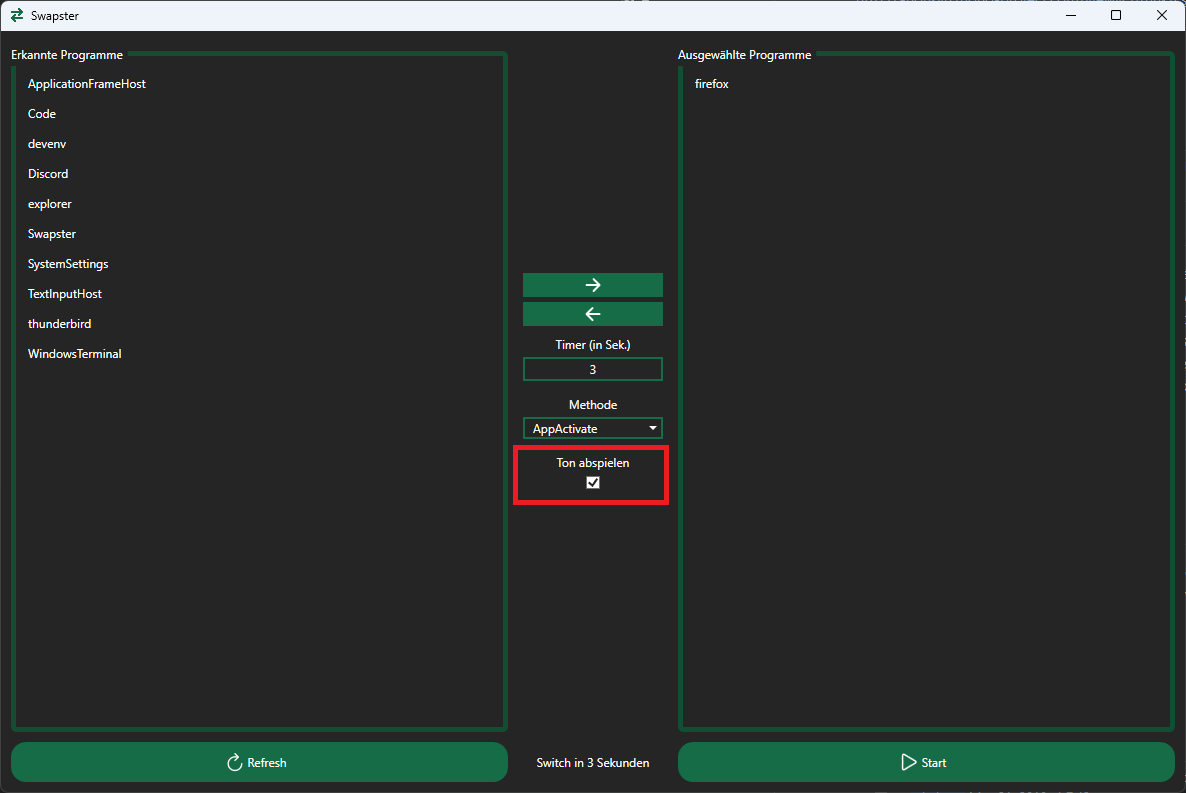 Swapster
Erkannte Programme
ApplicationFrameHost
Code
devenv
Discord
explorer
Swapster
SystemSettings
TextInputHost
thunderbird
WindowsTerminal
Timer (in Sek.)
3
Methode
AppActivate
Ton abspielen
Ausgewählte Programme
firefox
Refresh
Switch in 3 Sekunden
Start